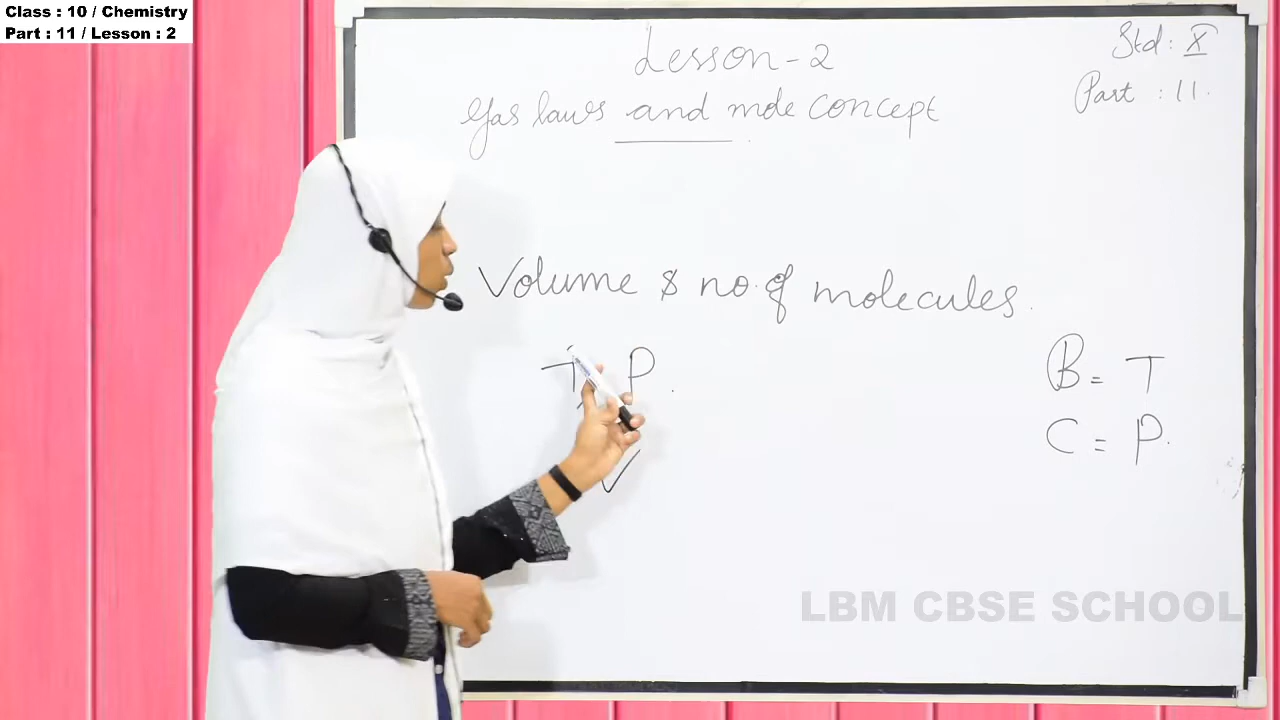 Class : 10 / Chemistry
Part : 11 / Lesson : 2
Lesson - 2
Std : X
Gas laws and mole concept
Part : 11.
Volume & no. of molecules.
T P.
B = T
V
C = P.
LBM CBSE SCHOOL